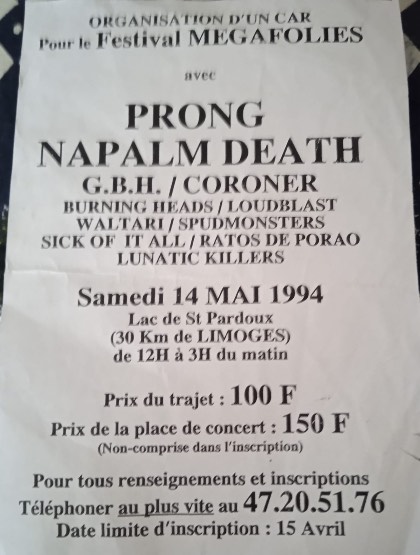 ORGANISATION D'UN CAR
Pour le Festival MEGAFOLIES
avec
PRONG
NAPALM DEATH
G.B.H. / CORONER
BURNING HEADS / LOUDBLAST
WALTARI / SPUDMONSTERS
SICK OF IT ALL / RATOS DE PORAO
LUNATIC KILLERS
Samedi 14 MAI 1994
Lac de St Pardoux
(30 Km de LIMOGES)
de 12H à 3H du matin
Prix du trajet : 100 F
Prix de la place de concert : 150 F
(Non-comprise dans l'inscription)
Pour tous renseignements et inscriptions
Téléphoner au plus vite au 47.20.51.76
Date limite d'inscription : 15 Avril